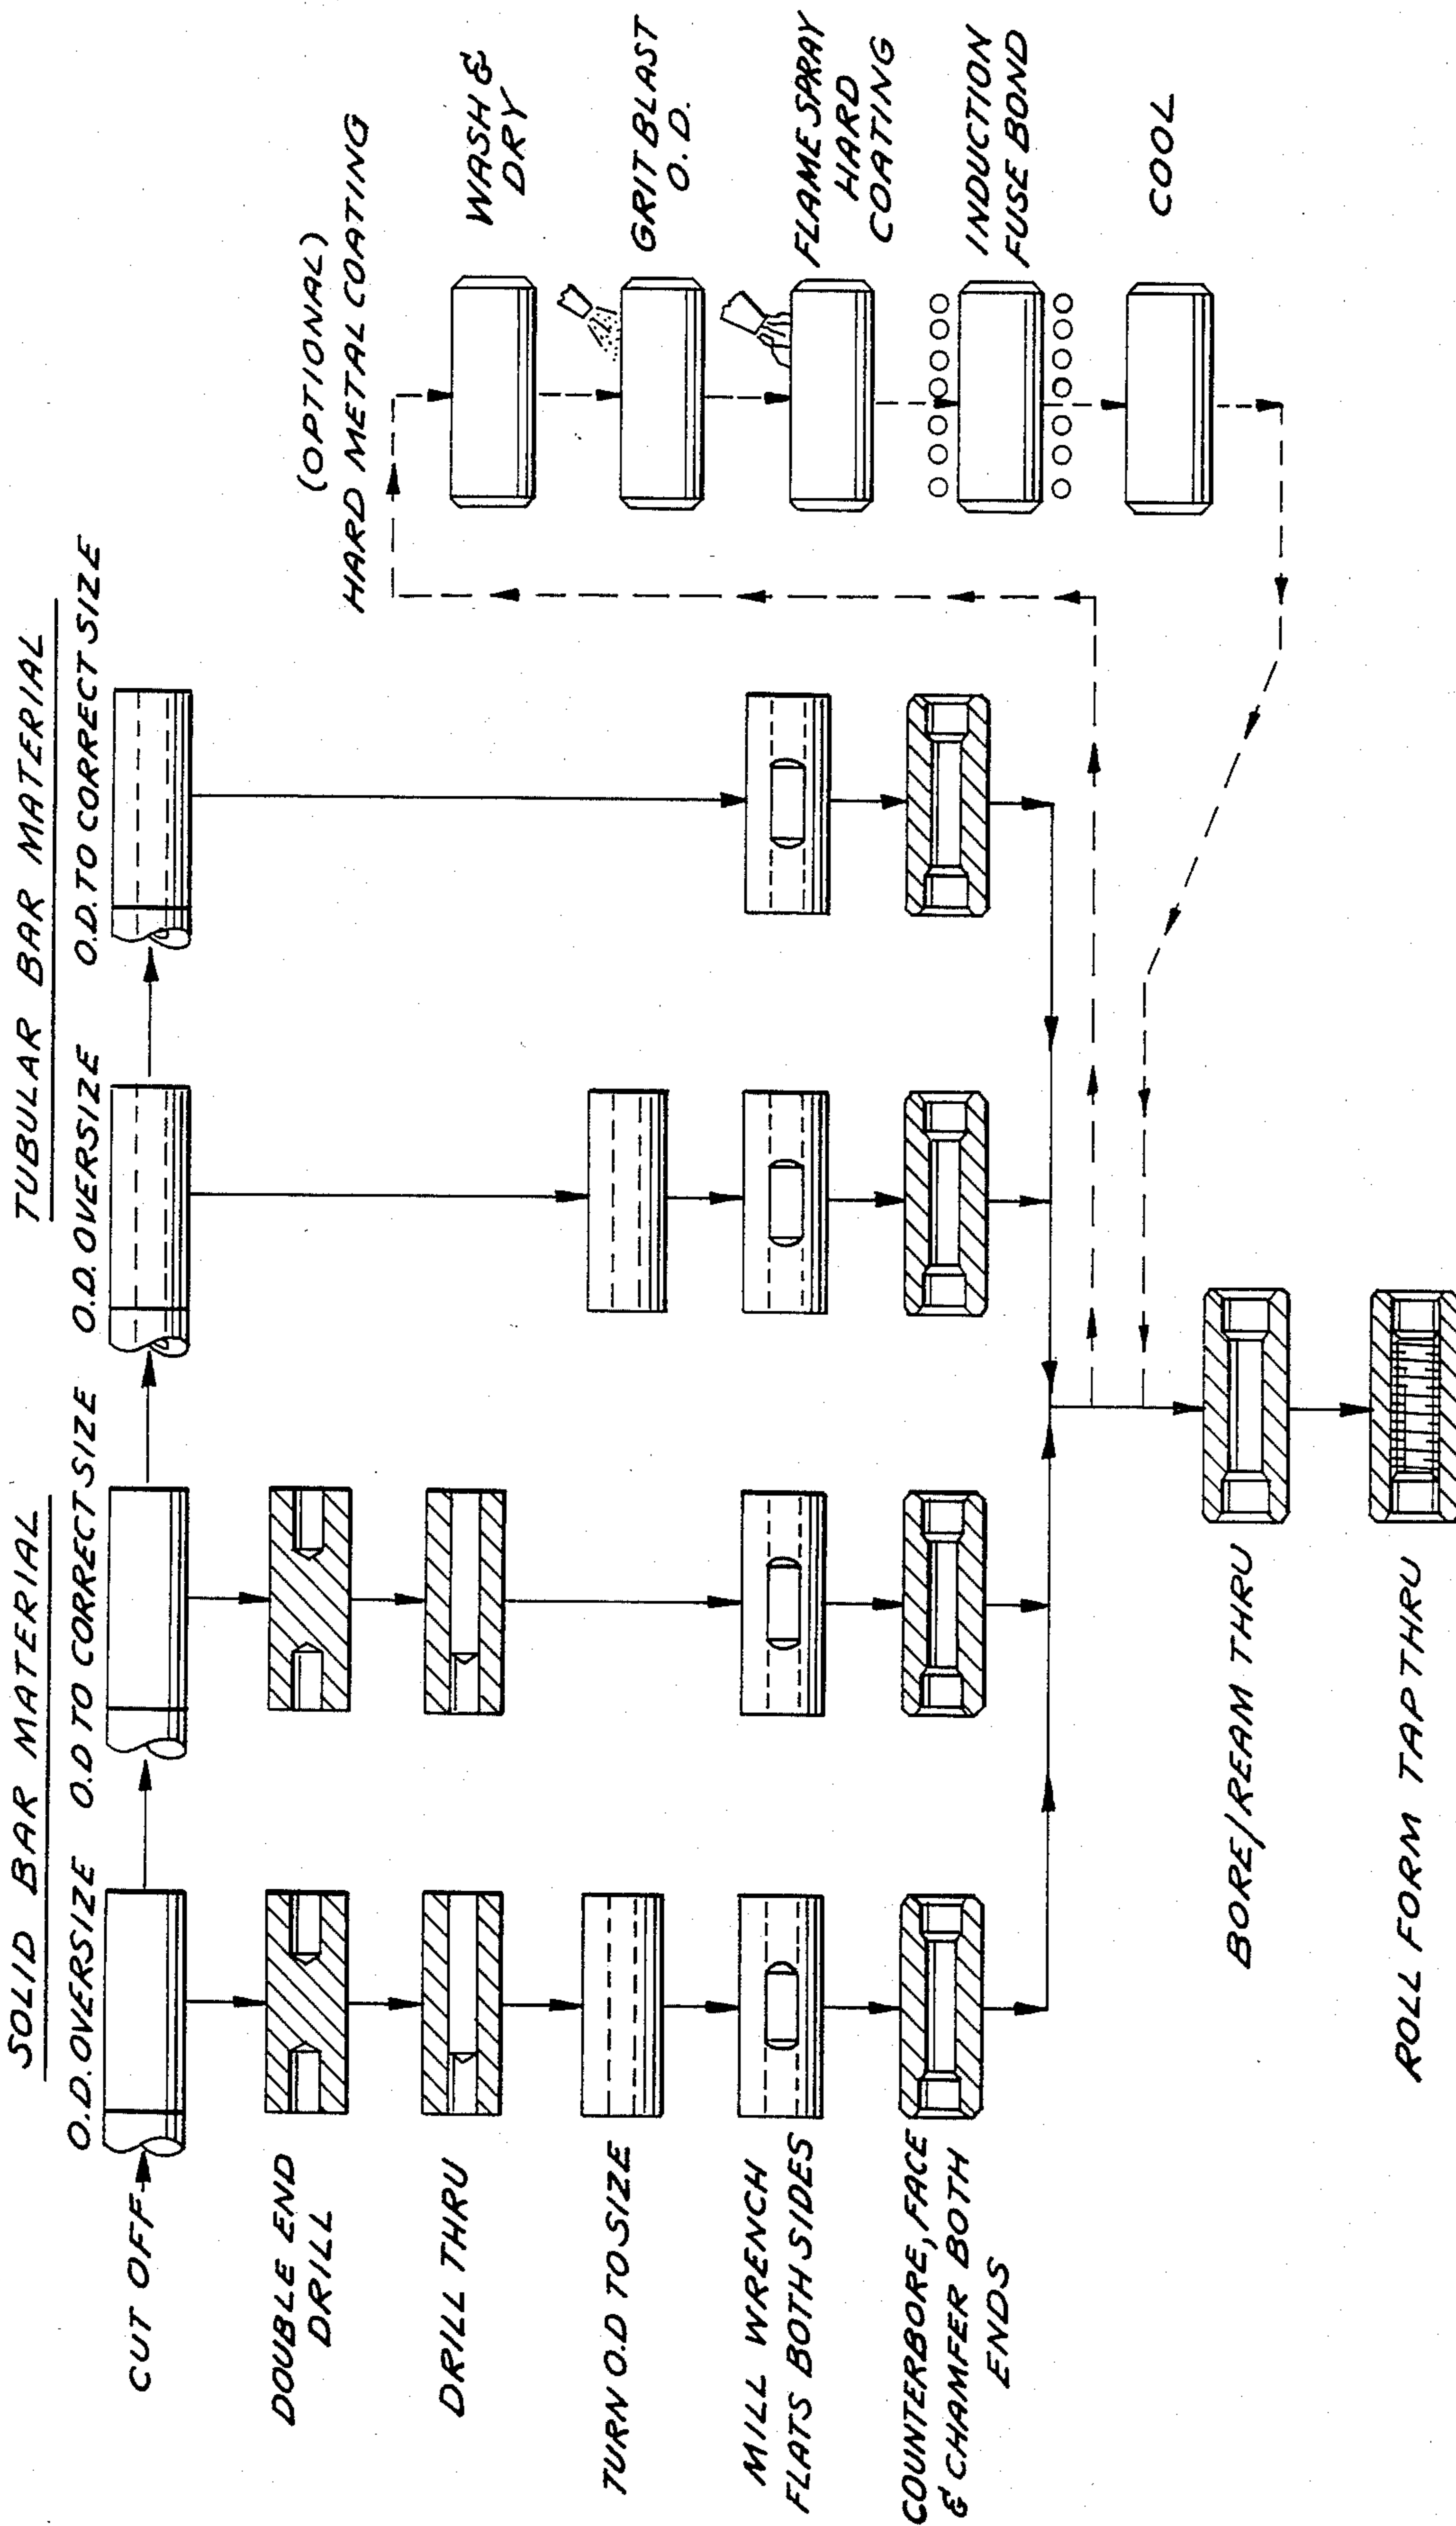 SOLID BAR MATERIAL
TUBULAR BAR MATERIAL
O.D. OVERSIZE
O.D TO CORRECT SIZE
O.D. OVERSIZE
O.D. TO CORRECT SIZE
CUT OFF
DOUBLE END
DRILL
DRILL THRU
TURN O.D TO SIZE
MILL WRENCH
FLATS BOTH SIDES
COUNTERBORE, FACE
& CHAMFER BOTH
ENDS
(OPTIONAL)
HARD METAL COATING
WASH &
DRY
GRIT BLAST
O.D.
FLAME SPRAY
HARD
COATING
INDUCTION
FUSE BOND
COOL
BORE/REAM THRU
ROLL FORM TAP THRU